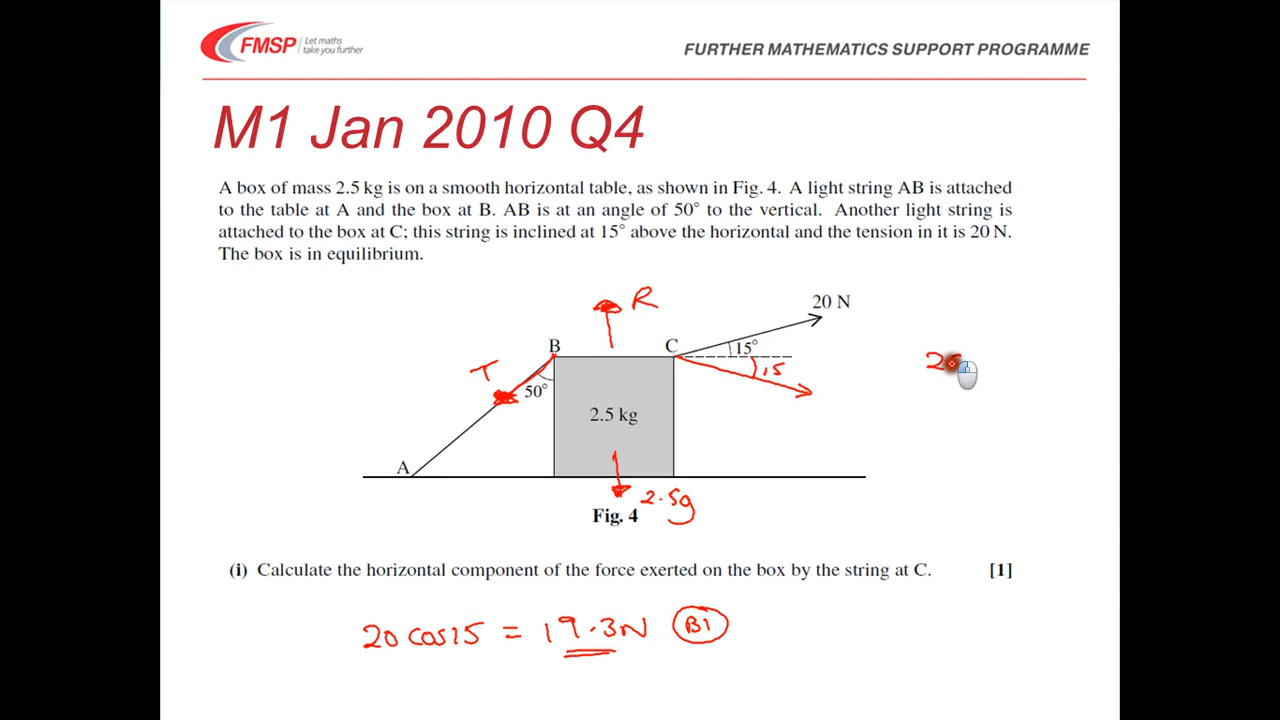 FMSP Let maths take you further
FURTHER MATHEMATICS SUPPORT PROGRAMME
M1 Jan 2010 Q4
A box of mass 2.5 kg is on a smooth horizontal table, as shown in Fig. 4. A light string AB is attached
to the table at A and the box at B. AB is at an angle of 50° to the vertical. Another light string is
attached to the box at C; this string is inclined at 15° above the horizontal and the tension in it is 20 N.
The box is in equilibrium.
R
20 N
B
C
15°
T
15
50°
2.5 kg
A
2.5g
Fig. 4
(i) Calculate the horizontal component of the force exerted on the box by the string at C. [1]
20 cos15 = 19.3N B1